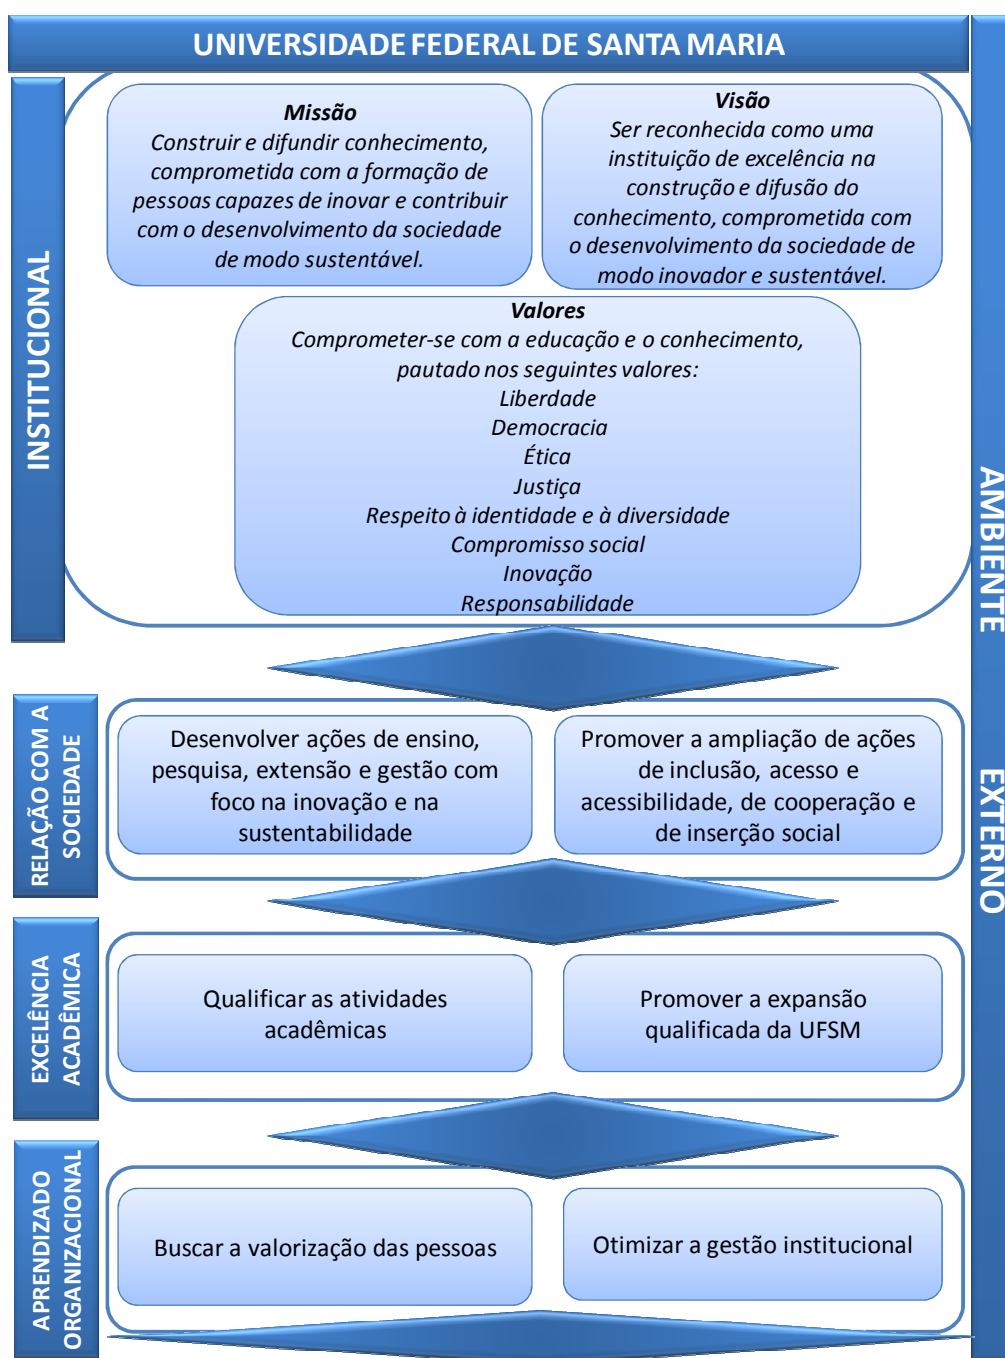 UNIVERSIDADE FEDERAL DE SANTA MARIA
INSTITUCIONAL
Missão
Construir e difundir conhecimento,
comprometida com a formação de
pessoas capazes de inovar e contribuir
com o desenvolvimento da sociedade
de modo sustentável.
Visão
Ser reconhecida como uma
instituição de excelência na
construção e difusão do
conhecimento, comprometida com
o desenvolvimento da sociedade de
modo inovador e sustentável.
Valores
Comprometer-se com a educação e o conhecimento,
pautado nos seguintes valores:
Liberdade
Democracia
Ética
Justiça
Respeito à identidade e à diversidade
Compromisso social
Inovação
Responsabilidade
RELAÇÃO COM A
SOCIEDADE
Desenvolver ações de ensino,
pesquisa, extensão e gestão com
foco na inovação e na
sustentabilidade
Promover a ampliação de ações
de inclusão, acesso e
acessibilidade, de cooperação e
de inserção social
EXCELÊNCIA
ACADÊMICA
Qualificar as atividades
acadêmicas
Promover a expansão
qualificada da UFSM
APRENDIZADO
ORGANIZACIONAL
Buscar a valorização das pessoas
Otimizar a gestão institucional
AMBIENTE EXTERNO